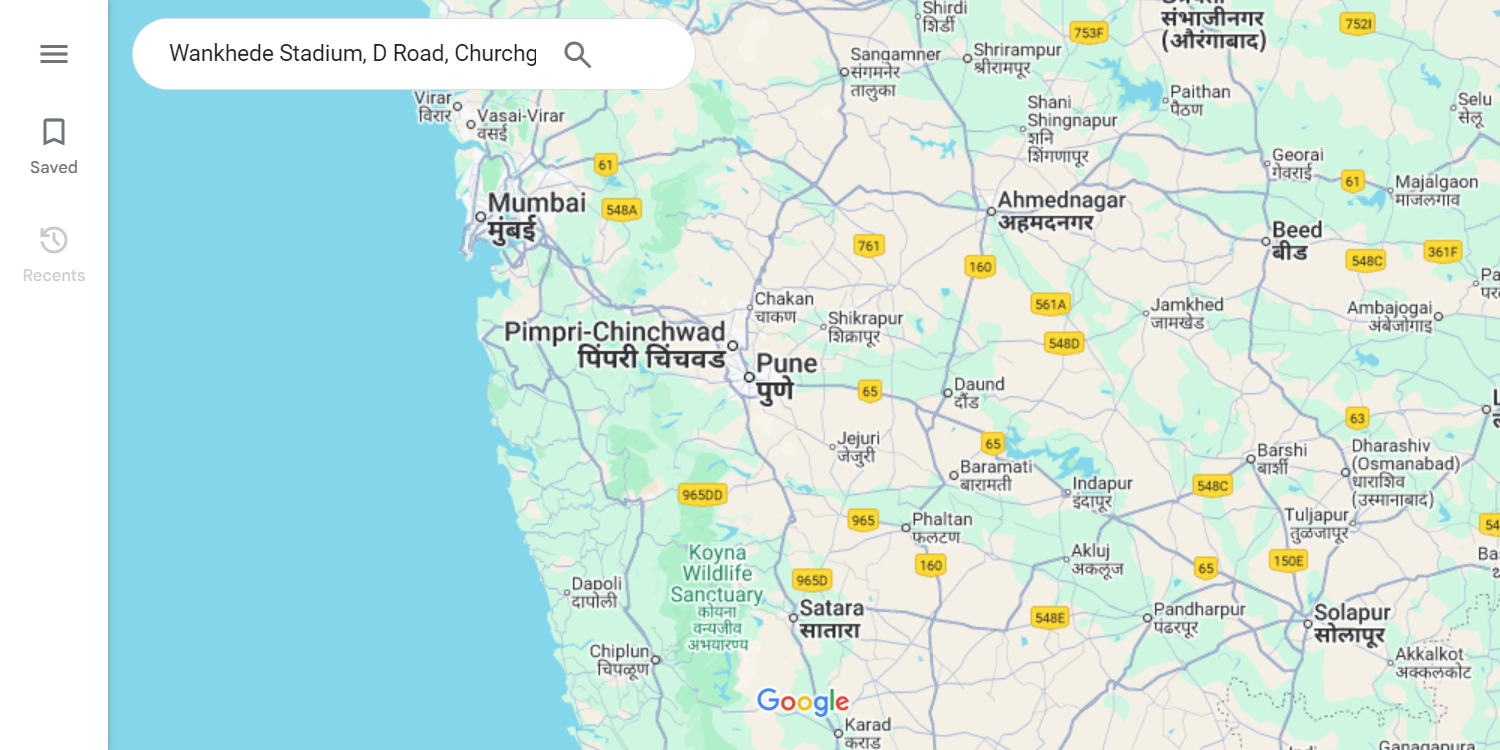 Wankhede Stadium, D Road, Churchg
Saved
Recents
Shirdi
शिर्डी
संभाजीनगर
(औरंगाबाद)
753F
752I
Sangamner
संगमनेर
तालुका
Shrirampur
श्रीरामपूर
Virar
विरार
Vasai-Virar
वसई
Shani
Shingnapur
शनि
शिंगणापूर
Paithan
पैठण
Selu
सेलू
61
548A
Mumbai
मुंबई
Georai
गेवराई
61
Majalgaon
माजलगाव
Ahmednagar
अहमदनगर
Beed
बीड
761
160
548C
361F
Chakan
चाकण
Shikrapur
शिक्रापूर
561A
548D
Jamkhed
जामखेड
Ambajogai
अंबेजोगाई
Pimpri-Chinchwad
पिंपरी चिंचवड
Pune
पुणे
65
Daund
दौंड
63
Jejuri
जेजुरी
65
Baramati
बारामती
Indapur
इंदापूर
Barshi
बार्शी
548C
Dharashiv
(Osmanabad)
धाराशिव
(उस्मानाबाद)
965DD
965
Phaltan
फलटण
Tuljapur
तुळजापूर
54
Koyna
Wildlife
Sanctuary
कोयना
वन्यजीव
अभयारण्य
160
Akluj
अकलूज
65
150E
965D
Dapoli
दापोली
Satara
सातारा
548E
Pandharpur
पंढरपूर
Solapur
सोलापूर
Chiplun
चिपळूण
Akkalkot
अक्कलकोट
Google
Karad
कराड